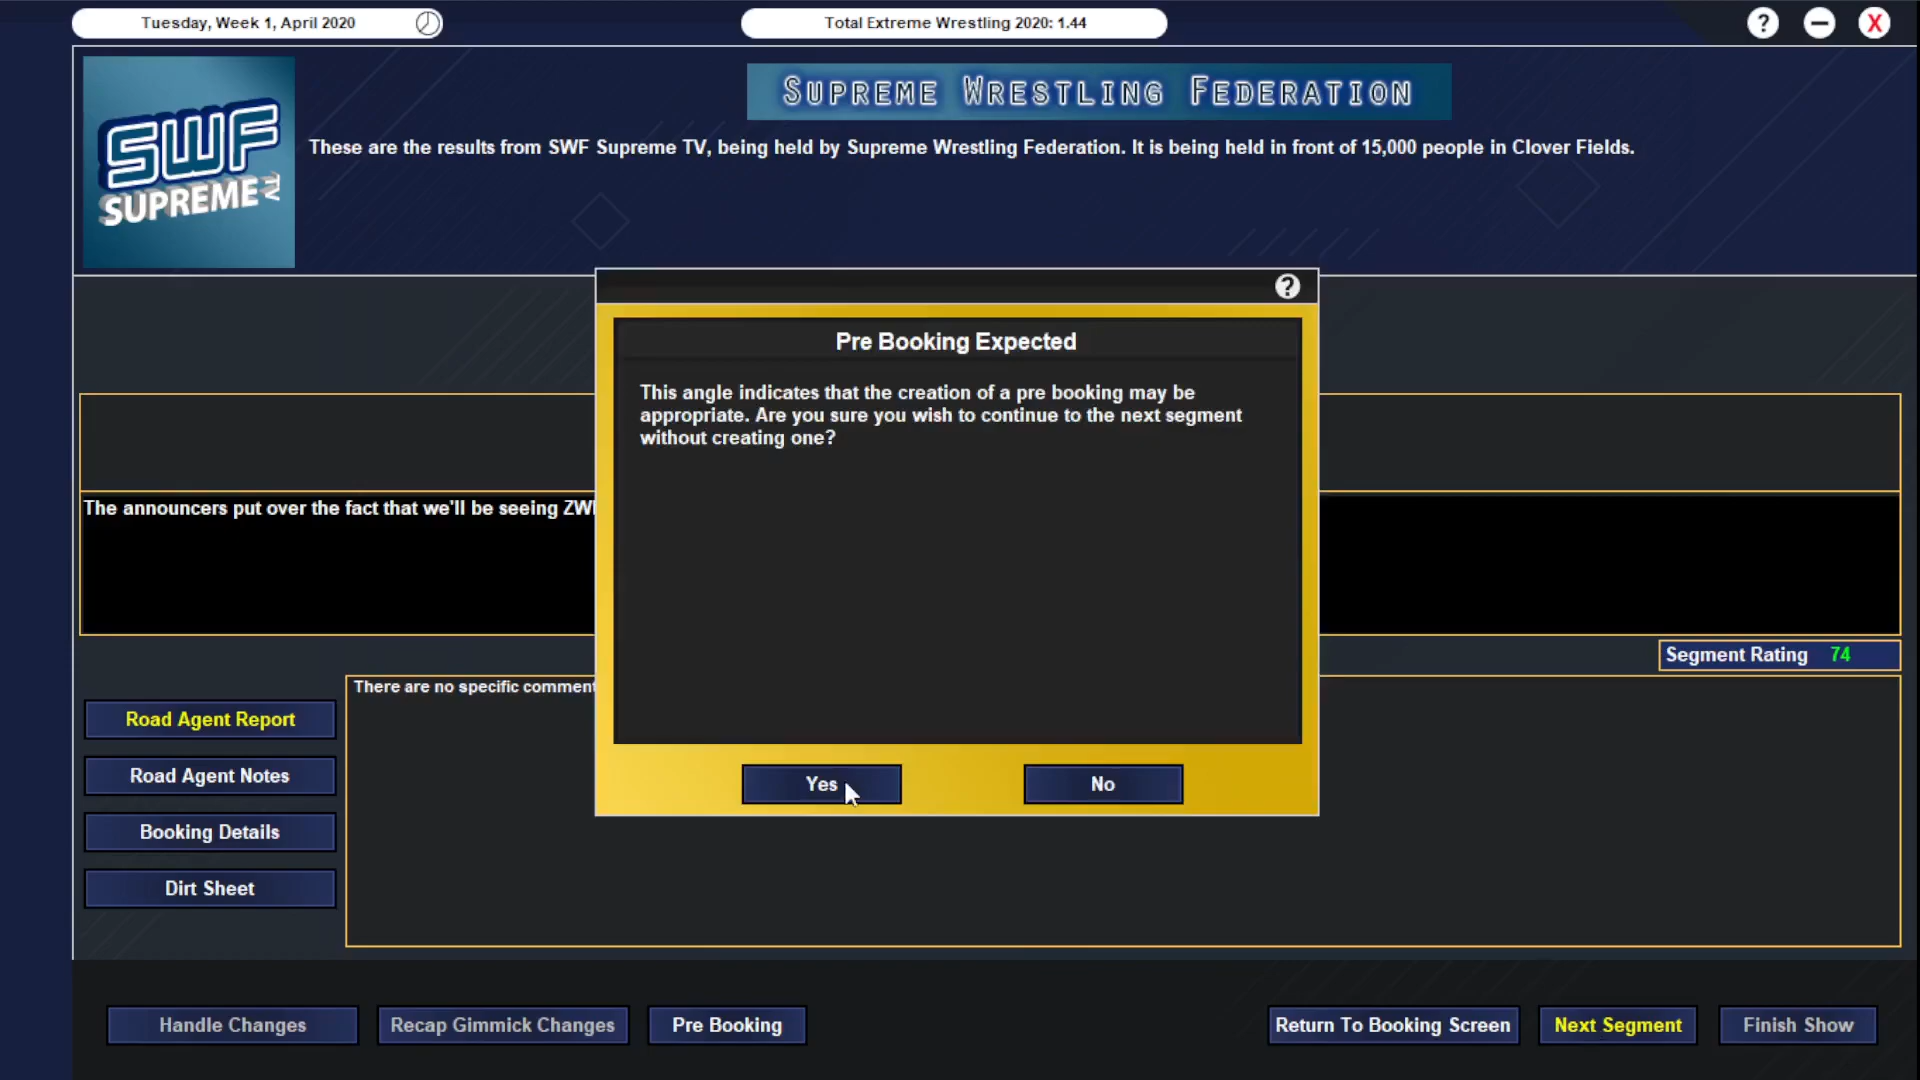 Tuesday, Week 1, April 2020
Total Extreme Wrestling 2020: 1.44
?
X
SWF
SUPREME TV
SUPREME WRESTLING FEDERATION
These are the results from SWF Supreme TV, being held by Supreme Wrestling Federation. It is being held in front of 15,000 people in Clover Fields.
?
Pre Booking Expected
This angle indicates that the creation of a pre booking may be
appropriate. Are you sure you wish to continue to the next segment
without creating one?
Yes
No
The announcers put over the fact that we'll be seeing
Segment Rating 74
There are no specific comment
Road Agent Report
Road Agent Notes
Booking Details
Dirt Sheet
Handle Changes
Recap Gimmick Changes
Pre Booking
Return To Booking Screen
Next Segment
Finish Show